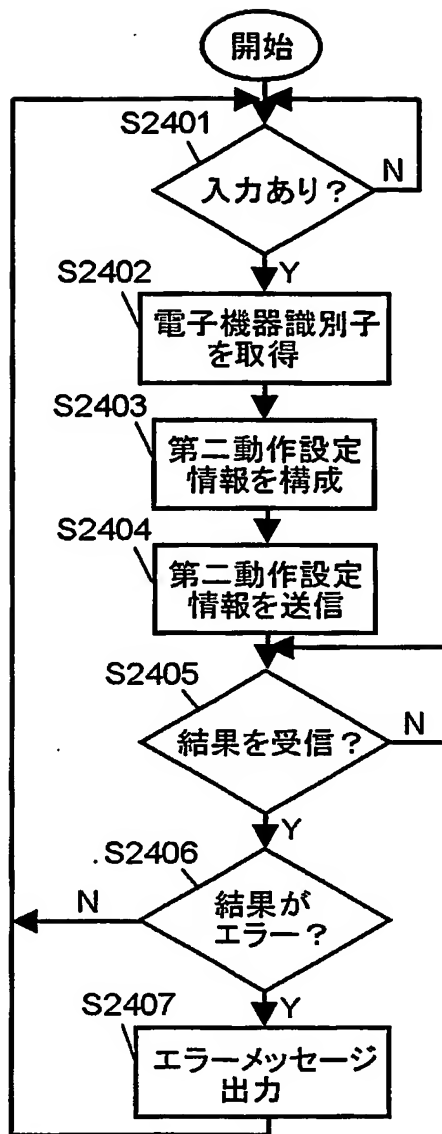 開始
S2401
入力あり？
N
Y
S2402
電子機器識別子
を取得
S2403
第二動作設定
情報を構成
S2404
第二動作設定
情報を送信
S2405
結果を受信？
N
Y
S2406
結果が
エラー？
N
Y
S2407
エラーメッセージ
出力